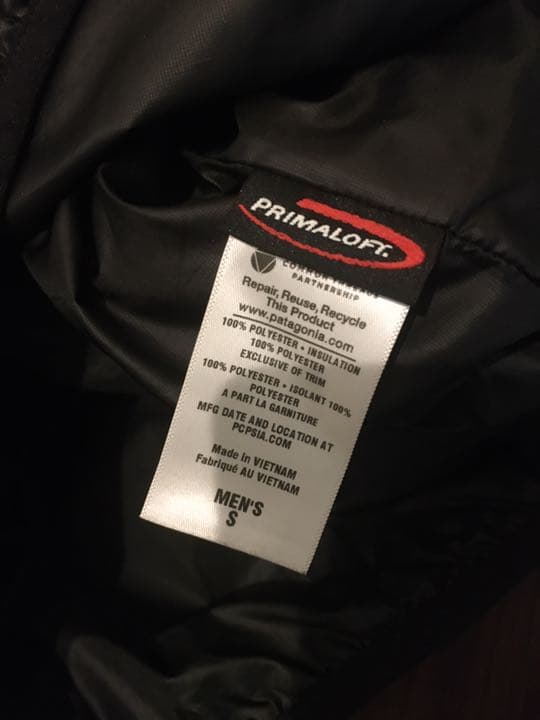 PRIMALOFT.
PARTNERSHIP
Repair, Reuse, Recycle
This Product
www.patagonia.com
100% POLYESTER • INSULATION
100% POLYESTER
EXCLUSIVE OF TRIM
100% POLYESTER • ISOLANT 100%
POLYESTER
A PART LA GARNITURE
MFG DATE AND LOCATION AT
PCPSIA.COM
Made in VIETNAM
Fabriqué AU VIETNAM
MEN'S
S